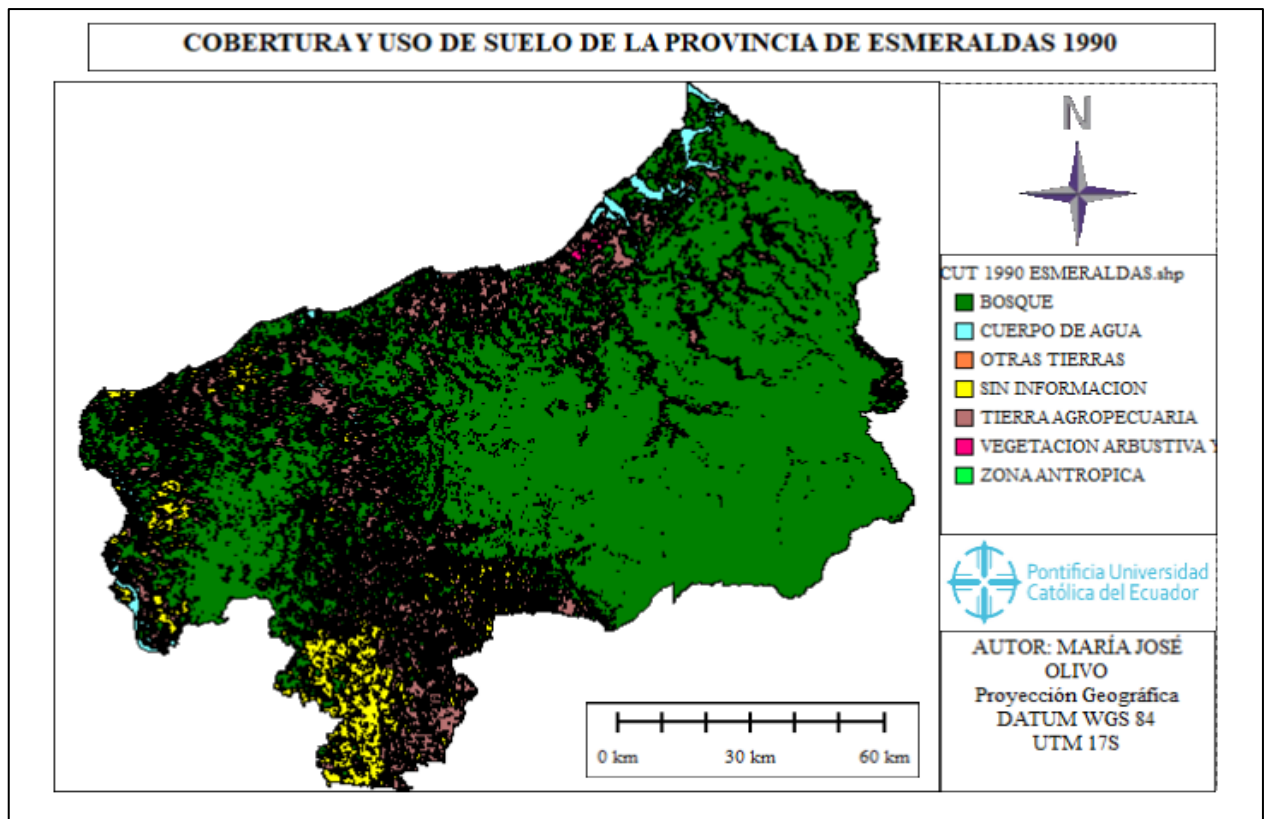 COBERTURA Y USO DE SUELO DE LA PROVINCIA DE ESMERALDAS 1990
N
CUT 1990 ESMERALDAS.shp
BOSQUE
CUERPO DE AGUA
OTRAS TIERRAS
SIN INFORMACION
TIERRA AGROPECUARIA
VEGETACION ARBUSTIVA Y
ZONA ANTROPICA
Pontificia Universidad
Católica del Ecuador
AUTOR: MARÍA JOSÉ
OLIVO
Proyección Geográfica
DATUM WGS 84
UTM 17S
0 km 30 km 60 km